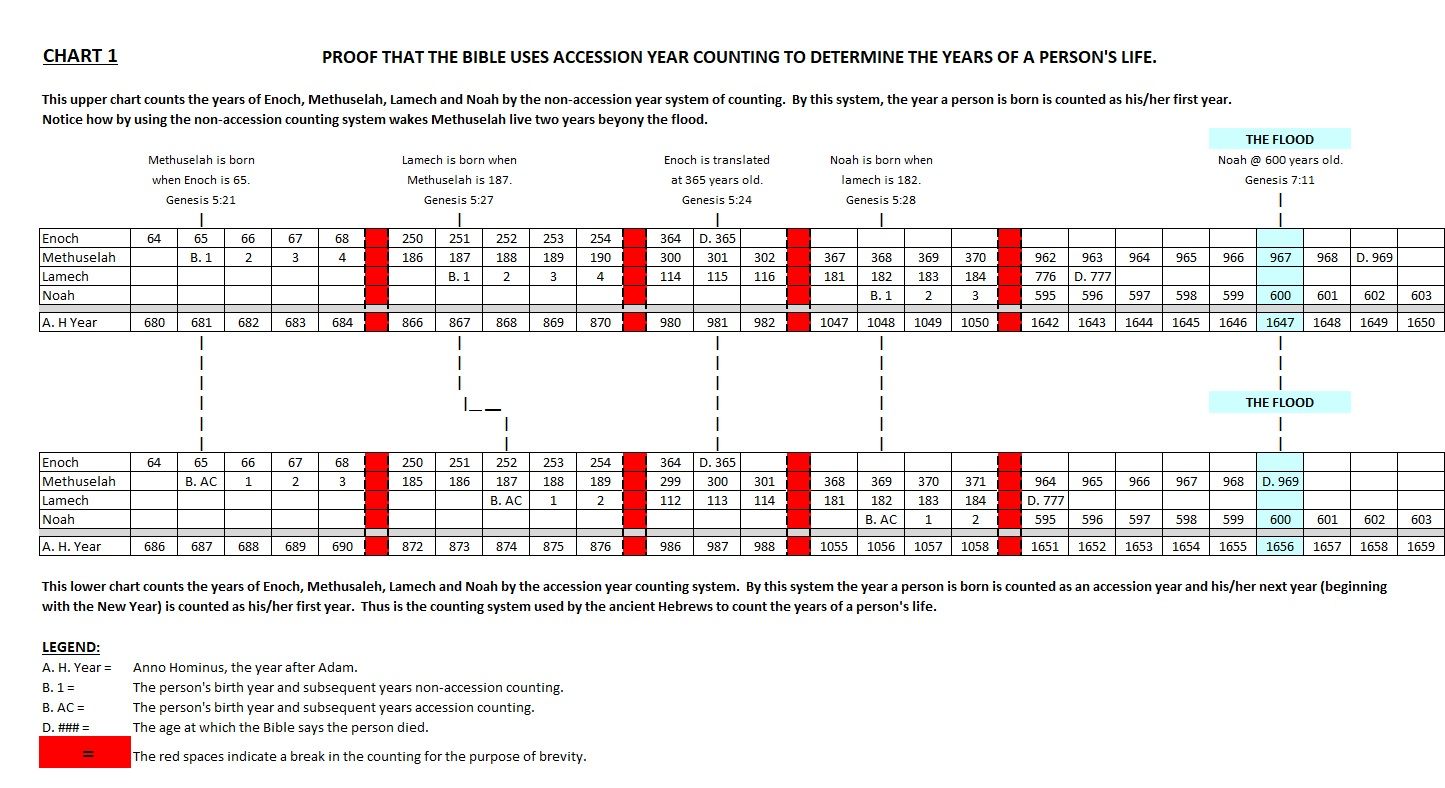 CHART 1 PROOF THAT THE BIBLE USES ACCESSION YEAR COUNTING TO DETERMINE THE YEARS OF A PERSON'S LIFE.
This upper chart counts the years of Enoch, Methuselah, Lamech and Noah by the non-accession year system of counting. By this system, the year a person is born is counted as his/her first year.
Notice how by using the non-accession counting system wakes Methuselah live two years beyony the flood.
THE FLOOD
Methuselah is born Lamech is born when Enoch is translated Noah is born when Noah @ 600 years old.
when Enoch is 65. Methuselah is 187. at 365 years old. lamech is 182. Genesis 7:11
Genesis 5:21 Genesis 5:27 Genesis 5:24 Genesis 5:28
Enoch 64 65 66 67 68 250 251 252 253 254 364 D. 365
Methuselah B. 1 2 3 4 186 187 188 189 190 300 301 302 367 368 369 370 962 963 964 965 966 967 968 D. 969
Lamech B. 1 2 3 4 114 115 116 181 182 183 184 776 D. 777
Noah B. 1 2 3 595 596 597 598 599 600 601 602 603
A. H Year 680 681 682 683 684 866 867 868 869 870 980 981 982 1047 1048 1049 1050 1642 1643 1644 1645 1646 1647 1648 1649 1650
THE FLOOD
Enoch 64 65 66 67 68 250 251 252 253 254 364 D. 365
Methuselah B. AC 1 2 3 185 186 187 188 189 299 300 301 368 369 370 371 964 965 966 967 968 D. 969
Lamech B. AC 1 2 112 113 114 181 182 183 184 D. 777
Noah B. AC 1 2 595 596 597 598 599 600 601 602 603
A. H. Year 686 687 688 689 690 872 873 874 875 876 986 987 988 1055 1056 1057 1058 1651 1652 1653 1654 1655 1656 1657 1658 1659
This lower chart counts the years of Enoch, Methusaleh, Lamech and Noah by the accession year counting system. By this system the year a person is born is counted as an accession year and his/her next year (beginning
with the New Year) is counted as his/her first year. Thus is the counting system used by the ancient Hebrews to count the years of a person's life.
LEGEND:
A. H. Year = Anno Hominus, the year after Adam.
B. 1 = The person's birth year and subsequent years non-accession counting.
B. AC = The person's birth year and subsequent years accession counting.
D. ### = The age at which the Bible says the person died.
= The red spaces indicate a break in the counting for the purpose of brevity.